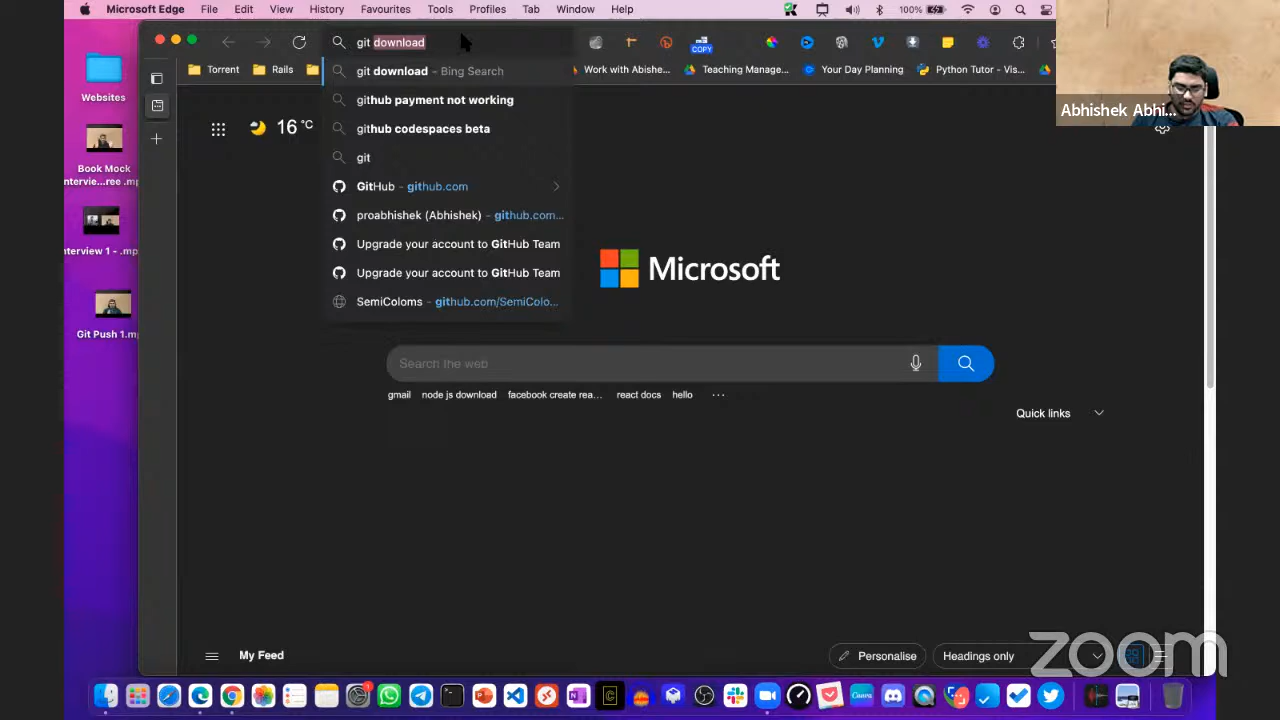 Microsoft Edge File Edit View History Favourites Tools Profiles Tab Window Help 100%
git download
COPY
Torrent Rails Work with Abishe... Teaching Manage... Your Day Planning Python Tutor - Vis...
git download - Bing Search
github payment not working
github codespaces beta
git
GitHub - github.com
proabhishek (Abhishek) - github.com...
Upgrade your account to GitHub Team
Upgrade your account to GitHub Team
SemiColoms - github.com/SemiColo...
Abhishek Abhi...
16 °C
Websites
Book Mock
ntervie...ree .mp
nterview 1 - .mp
Git Push 1.m
Microsoft
Search the web
gmail node js download facebook create rea... react docs hello ...
Quick links
My Feed
Personalise
Headings only
zoom